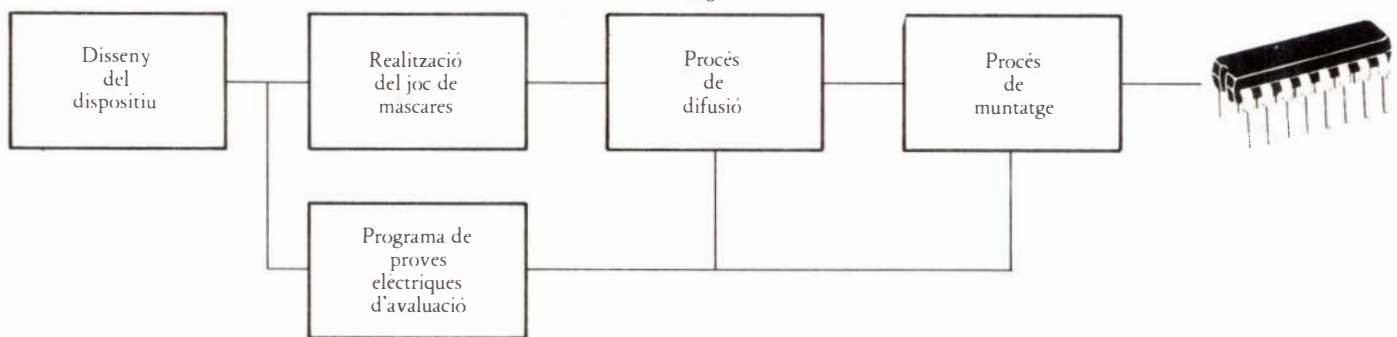 Disseny
del
dispositiu
Realització
del joc de
mascares
Procés
de
difusió
Procés
de
muntatge
Programa de
proves
elèctriques
d'avaluació